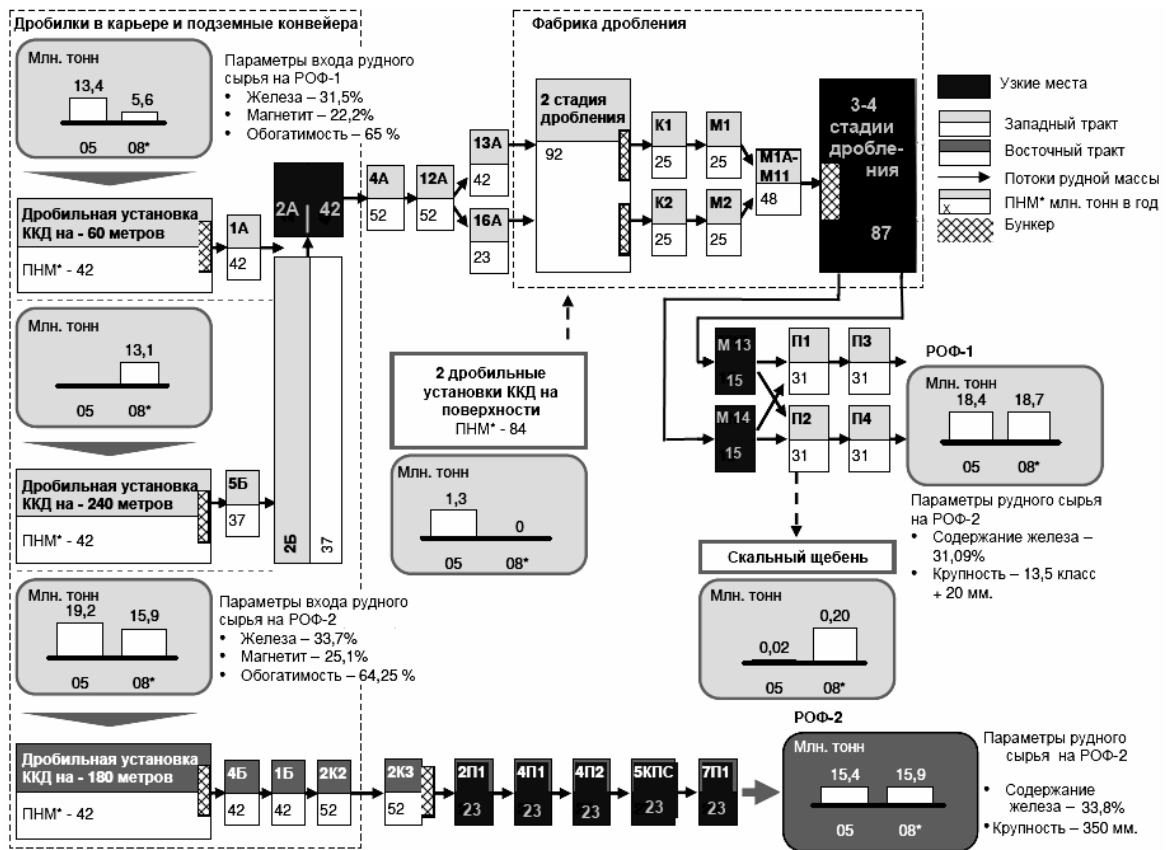 Дробилки в карьере и подземные конвейера
Млн. тонн
13,4
5,6
05
08*
Параметры входа рудного
сырья на РОФ-1
• Железа – 31,5%
• Магнетит – 22,2%
• Обогатимость – 65 %
Дробильная установка
ККД на - 60 метров
ПНМ* - 42
1А
42
2А | 42
4А
52
12А
52
13А
42
16А
23
Фабрика дробления
2 стадия
дробления
92
К1
25
М1
25
К2
25
М2
25
М1А-
М11
48
3-4
стадии
дробле-
ния
87
Узкие места
Западный тракт
Восточный тракт
Потоки рудной массы
х
ПНМ* млн. тонн в год
Бункер
Млн. тонн
13,1
05
08*
Дробильная установка
ККД на - 240 метров
ПНМ* - 42
5Б
37
2Б
37
2 дробильные
установки ККД на
поверхности
ПНМ* - 84
1,3
0
05
08*
М 13
15
М 14
15
П1
31
П3
31
П2
31
П4
31
РОФ-1
Млн. тонн
18,4
18,7
05
08*
Параметры рудного сырья
на РОФ-2
• Содержание железа –
31,09%
• Крупность – 13,5 класс
+ 20 мм.
Скальный щебень
Млн. тонн
0,02
0,20
05
08*
Млн. тонн
19,2
15,9
05
08*
Параметры входа рудного
сырья на РОФ-2
• Железа – 33,7%
• Магнетит – 25,1%
• Обогатимость – 64,25 %
Дробильная установка
ККД на - 180 метров
ПНМ* - 42
4Б
42
1Б
42
2К2
52
2К3
52
2П1
23
4П1
23
4П2
23
5КПС
23
7П1
23
РОФ-2
Млн. тонн
15,4
15,9
05
08*
Параметры рудного
сырья на РОФ-2
• Содержание
железа – 33,8%
• Крупность – 350 мм.